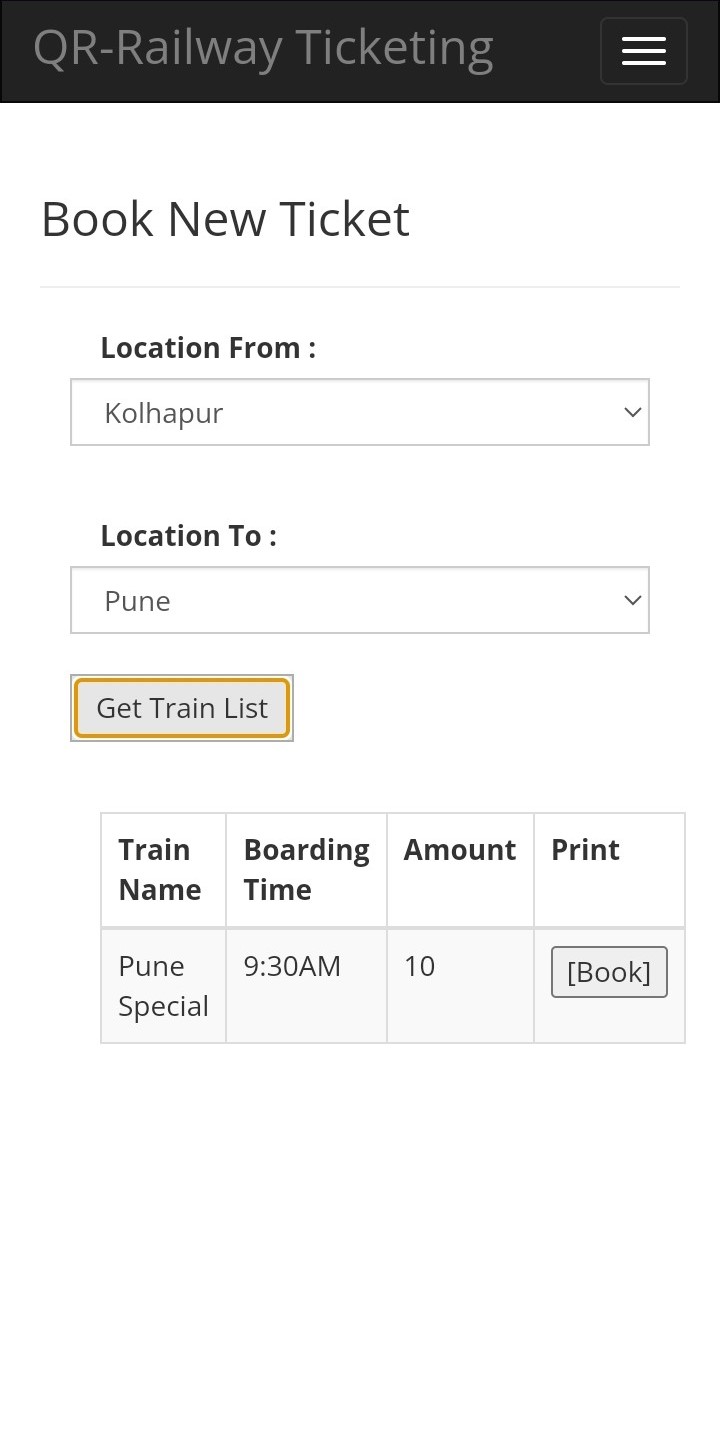 QR-Railway Ticketing
Book New Ticket
Location From :
Kolhapur
Location To :
Pune
Get Train List
Train Name Boarding Time Amount Print
Pune Special 9:30AM 10 [Book]